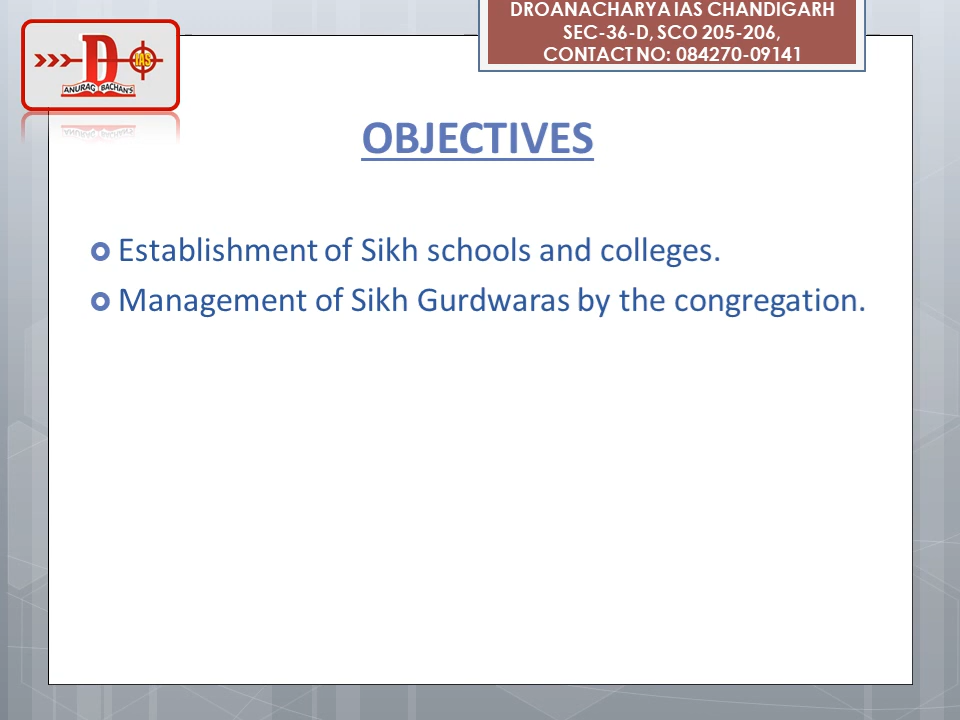 DROANACHARYA IAS CHANDIGARH
SEC-36-D, SCO 205-206,
CONTACT NO: 084270-09141
D
IAS
ANURAG BACHAN'S
OBJECTIVES
Establishment of Sikh schools and colleges.
Management of Sikh Gurdwaras by the congregation.